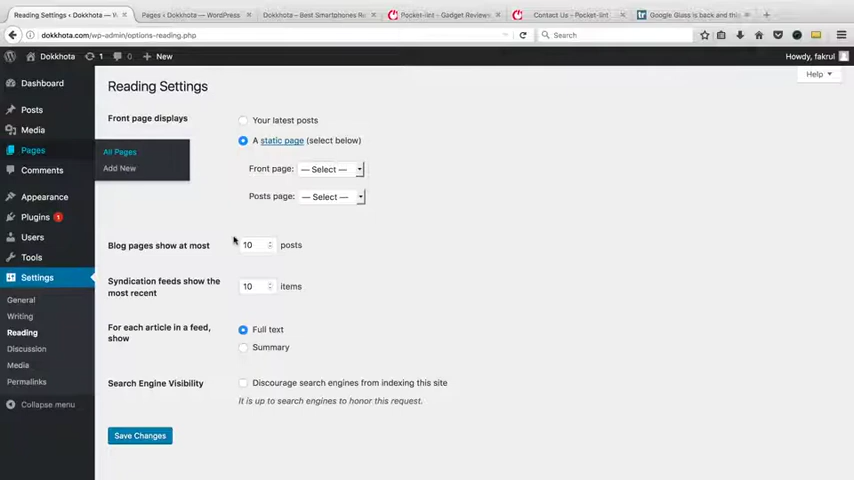 Reading Settings ‹ Dokkhota — W...
Pages ‹ Dokkhota — WordPress
Dokkhota – Best Smartphones R...
Pocket-lint - Gadget Reviews...
Contact Us - Pocket-lint
Google Glass is back and thi...
dokkhota.com/wp-admin/options-reading.php
Search
Dokkhota
1
0
New
Howdy, fakrul
Help
Dashboard
Posts
Media
Pages
All Pages
Add New
Comments
Appearance
Plugins 1
Users
Tools
Settings
General
Writing
Reading
Discussion
Media
Permalinks
Collapse menu
Reading Settings
Front page displays
Your latest posts
A static page (select below)
Front page: — Select —
Posts page: — Select —
Blog pages show at most
10 posts
Syndication feeds show the
most recent
10 items
For each article in a feed,
show
Full text
Summary
Search Engine Visibility
Discourage search engines from indexing this site
It is up to search engines to honor this request.
Save Changes